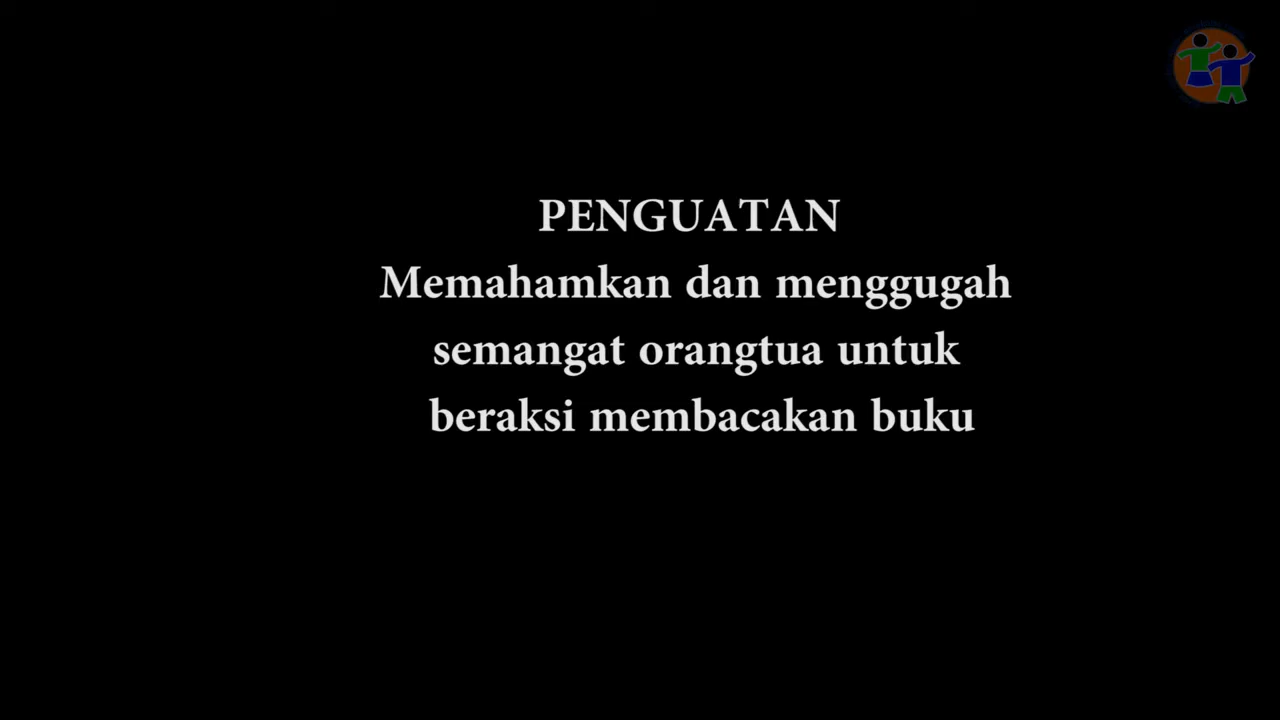 PENGUATAN
Memahamkan dan menggugah
semangat orangtua untuk
beraksi membacakan buku